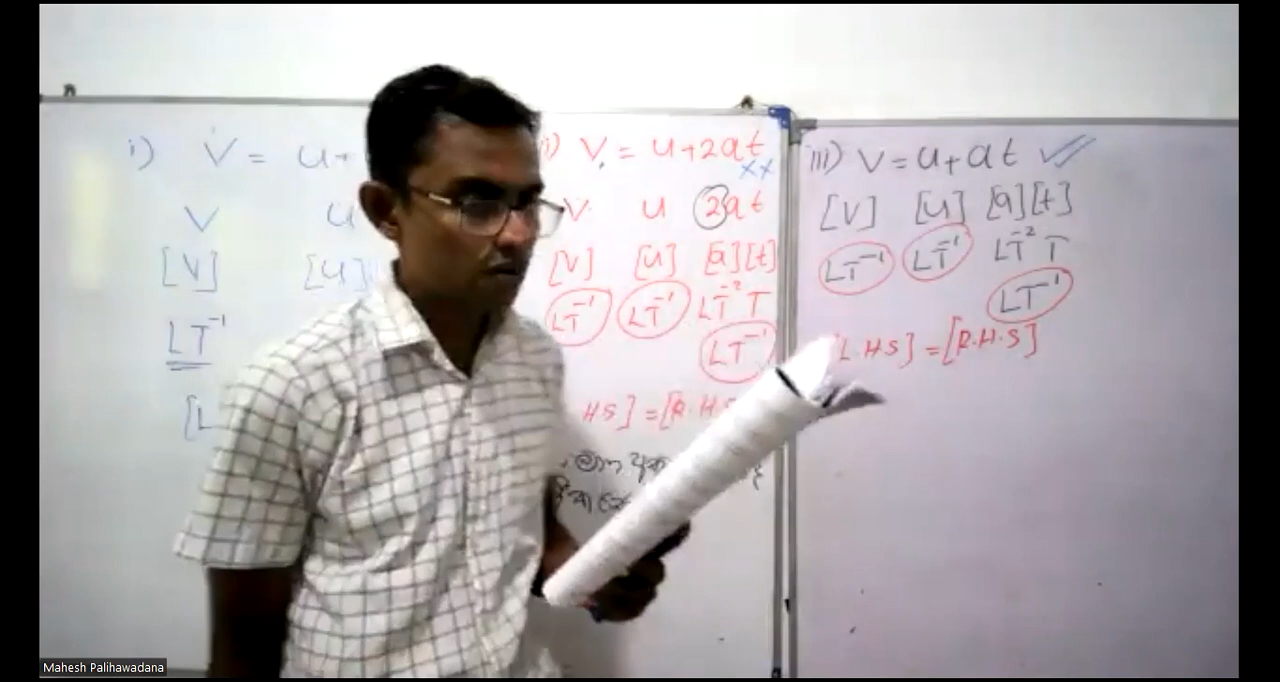 i) V = u+
V u
[V] [u]
LT⁻¹
[L
ii) V = u+2at
xx
V u 2at
[V] [u] [a][t]
LT⁻¹ LT⁻¹ LT⁻² T
LT⁻¹
HS] = [R.H.S
iii) V = u+at ✓
[V] [u] [a][t]
LT⁻¹ LT⁻¹ LT⁻² T
LT⁻¹
[L.H.S] = [R.H.S]
Mahesh Palihawadana